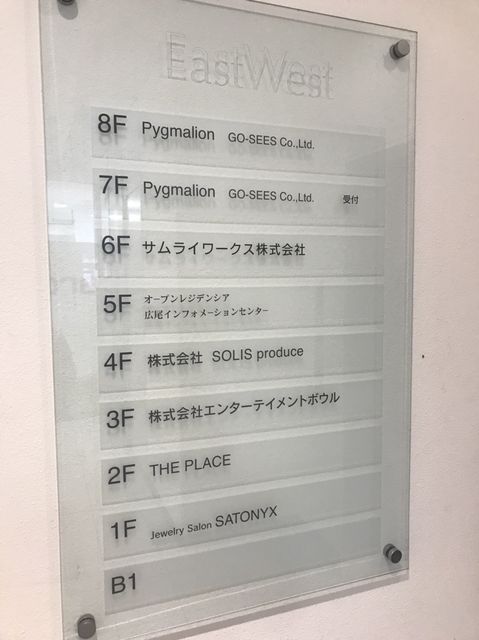 EastWest
8F Pygmalion GO-SEES Co.,Ltd.
7F Pygmalion GO-SEES Co.,Ltd. 受付
6F サムライワークス株式会社
5F オープンレジデンシア
広尾インフォメーションセンター
4F 株式会社 SOLIS produce
3F 株式会社エンターテイメントボウル
2F THE PLACE
1F Jewelry Salon SATONYX
B1